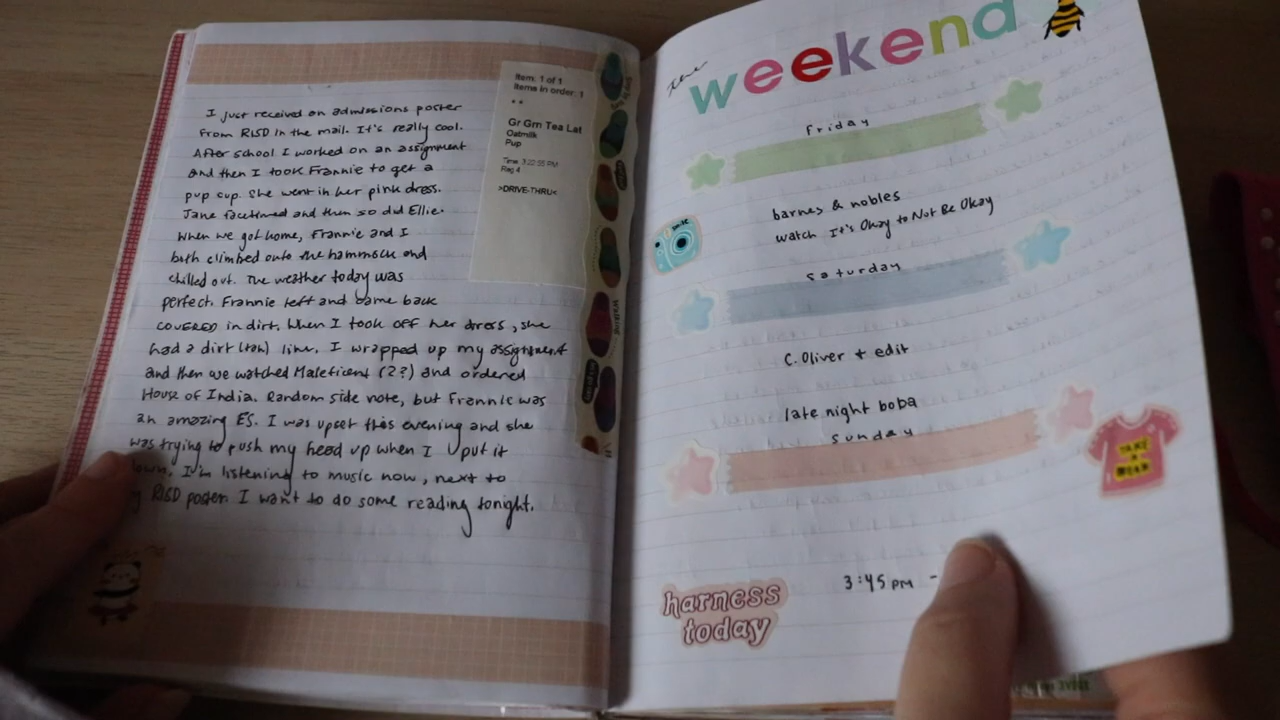 I just received an admissions poster
from RISD in the mail. It's really cool.
After school I worked on an assignment
and then I took Frannie to get a
pup cup. She went in her pink dress.
Jane facetimed and then so did Ellie.
When we got home, Frannie and I
both climbed onto the hammock and
chilled out. The weather today was
perfect. Frannie left and came back
COVERED in dirt. When I took off her dress, she
had a dirt (tan) line. I wrapped up my assignment
and then we watched Maleficent (2?) and ordered
House of India. Random side note, but Frannie was
an amazing ES. I was upset this evening and she
was trying to push my head up when I put it
down. I'm listening to music now, next to
RISD poster. I want to do some reading tonight.
Item: 1 of 1
Items in order: 1
* *
Gr Grn Tea Lat
Oatmilk
Pup
Time: 3:22:55 PM
Reg 4
>DRIVE-THRU<
the
weekend
Friday
barnes & nobles
watch It's Okay to Not Be Okay
saturday
C. Oliver + edit
late night boba
sunday
TAKE
A
3:45 PM -
harness
today